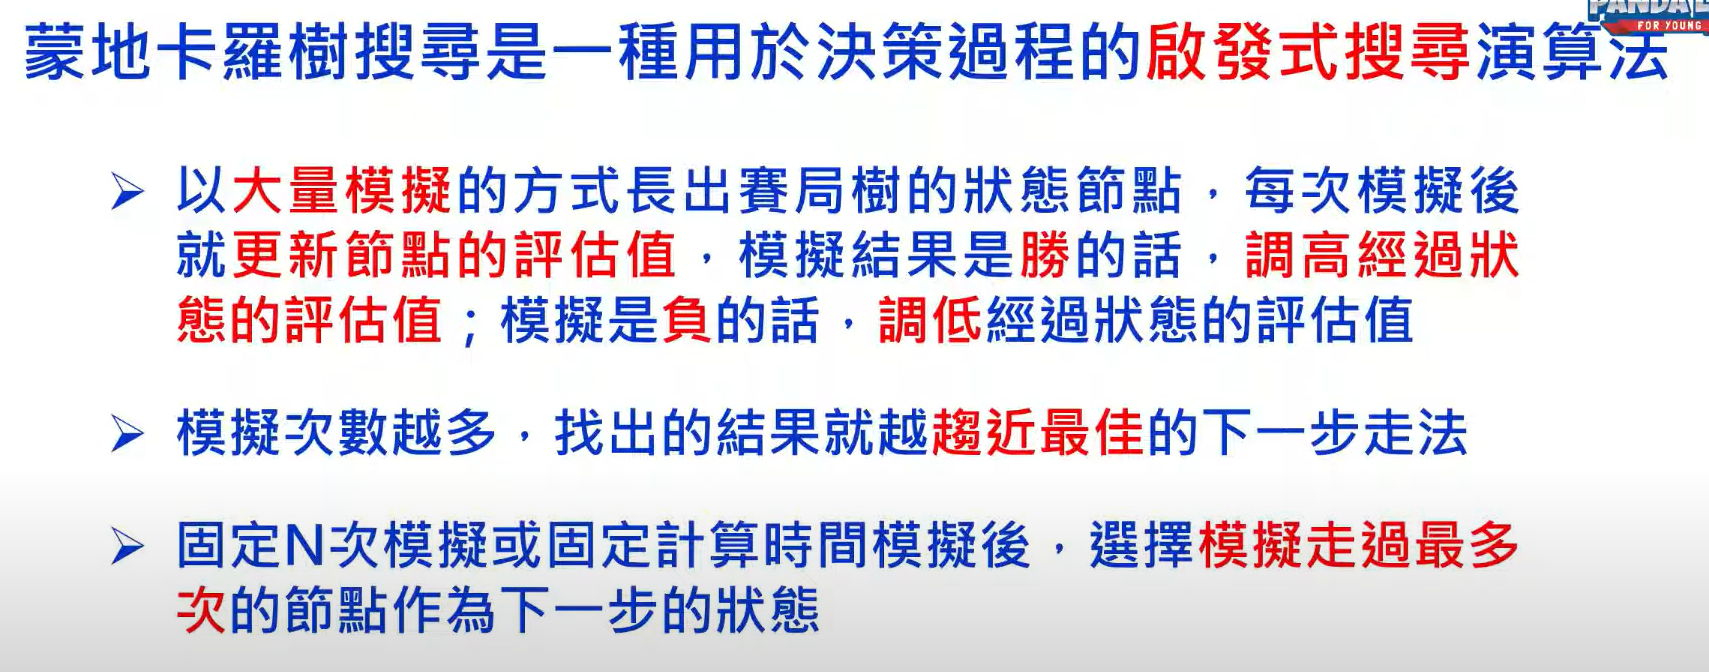 PANDA
FOR YOUNG
蒙地卡羅樹搜尋是一種用於決策過程的啟發式搜尋演算法
➢ 以大量模擬的方式長出賽局樹的狀態節點，每次模擬後
就更新節點的評估值，模擬結果是勝的話，調高經過狀
態的評估值；模擬是負的話，調低經過狀態的評估值
➢ 模擬次數越多，找出的結果就越趨近最佳的下一步走法
➢ 固定N次模擬或固定計算時間模擬後，選擇模擬走過最多
次的節點作為下一步的狀態